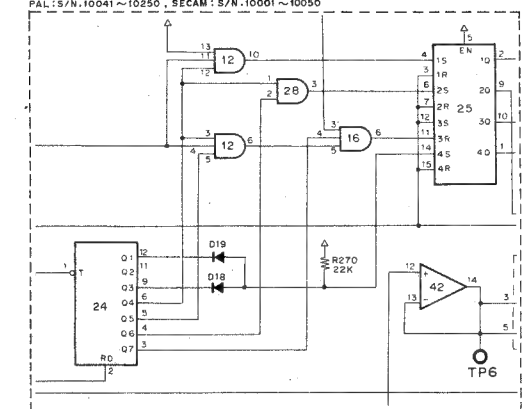 PAL:S/N.10041~10250, SECAM: S/N.10001~10050
5
EN
13
11
12
12
10
4
1S
1Q
2
3
1R
1
2
28
3
6
2S
2Q
9
7
2R
25
12
3S
3Q
10
3
4
5
12
6
3
4
5
16
6
11
3R
14
4S
4Q
1
15
4R
1
T
24
Q1
12
Q2
11
Q3
9
Q4
6
Q5
5
Q6
4
Q7
3
RD
2
D19
D18
R270
22K
12
+
13
−
42
14
3
5
TP6